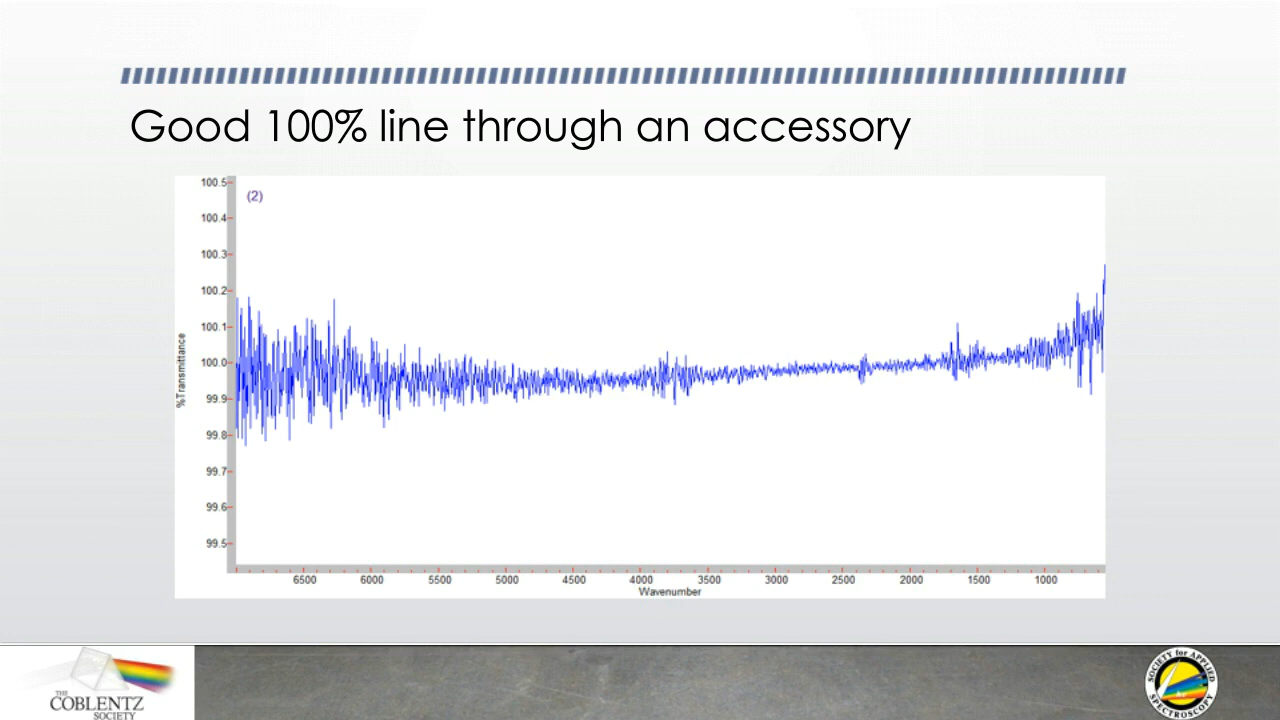 Good 100% line through an accessory
(2)
100.5
100.4
100.3
100.2
100.1
100.0
99.9
99.8
99.7
99.6
99.5
%Transmittance
6500 6000 5500 5000 4500 4000 3500 3000 2500 2000 1500 1000
Wavenumber
THE
COBLENTZ
SOCIETY
SOCIETY for APPLIED
SPECTROSCOPY